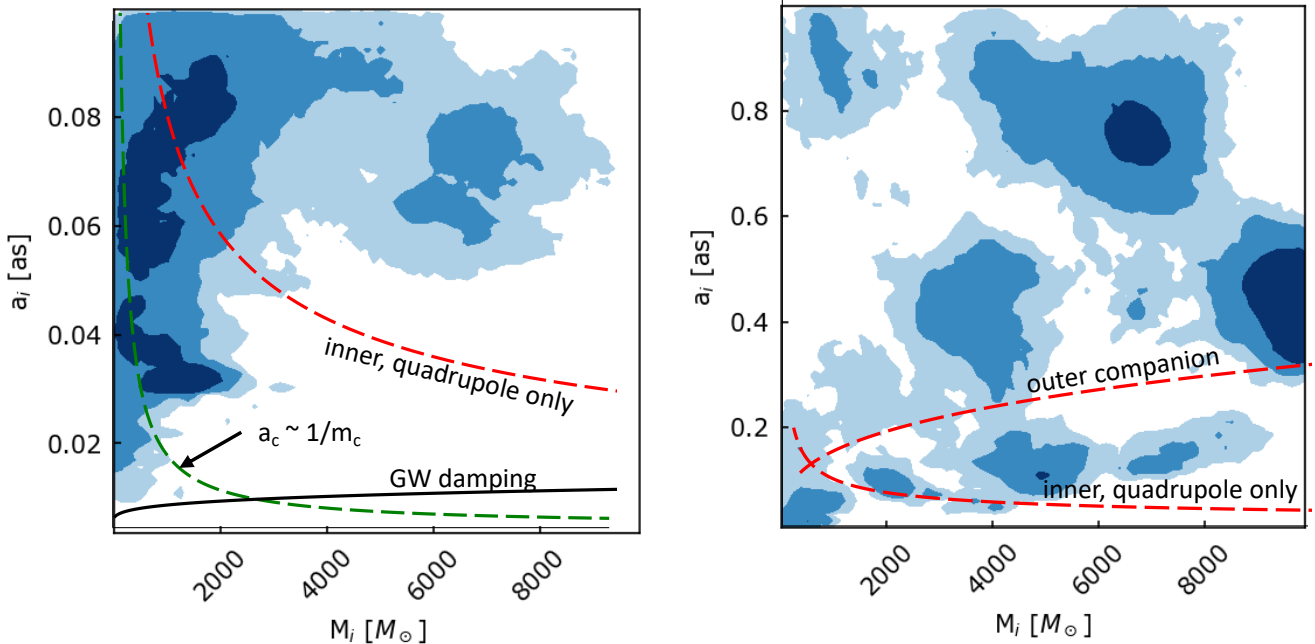 0.08
0.06
0.04
0.02
a_i [as]
inner, quadrupole only
a_c ~ 1/m_c
GW damping
2000
4000
6000
8000
M_i [M_⊙]
0.8
0.6
0.4
0.2
a_i [as]
outer companion
inner, quadrupole only
2000
4000
6000
8000
M_i [M_⊙]